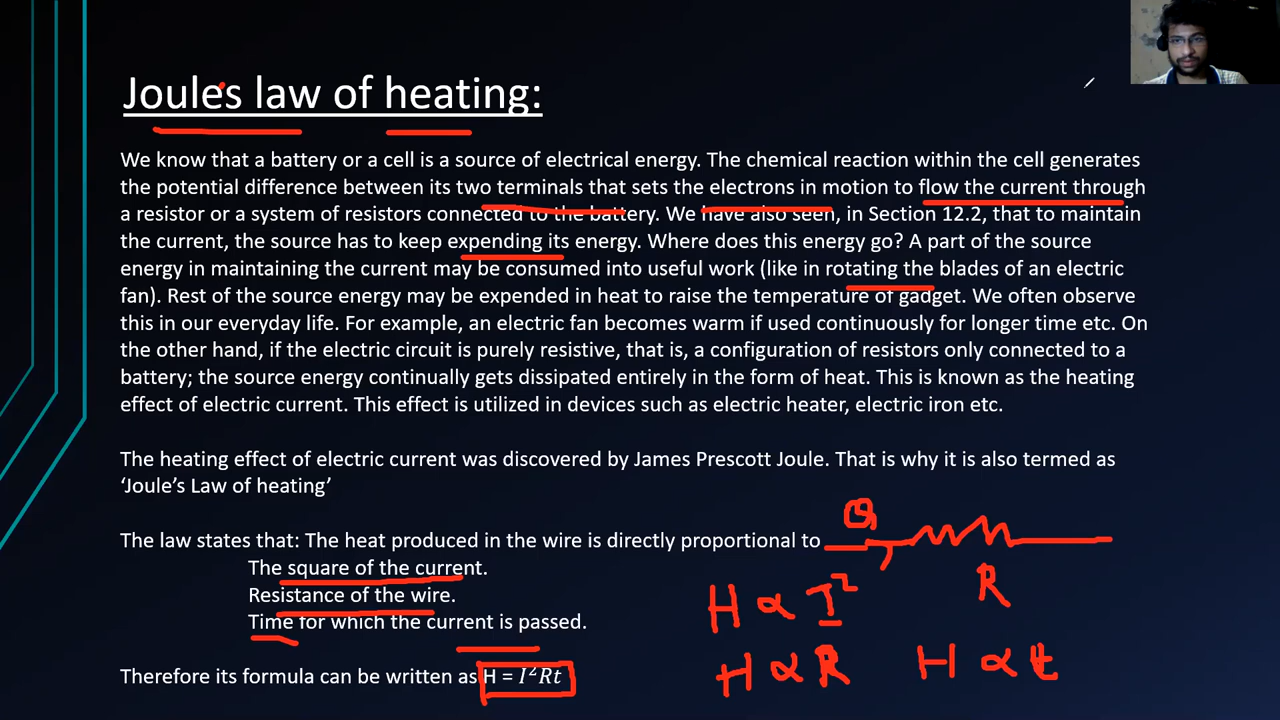 Joule's law of heating:
We know that a battery or a cell is a source of electrical energy. The chemical reaction within the cell generates
the potential difference between its two terminals that sets the electrons in motion to flow the current through
a resistor or a system of resistors connected to the battery. We have also seen, in Section 12.2, that to maintain
the current, the source has to keep expending its energy. Where does this energy go? A part of the source
energy in maintaining the current may be consumed into useful work (like in rotating the blades of an electric
fan). Rest of the source energy may be expended in heat to raise the temperature of gadget. We often observe
this in our everyday life. For example, an electric fan becomes warm if used continuously for longer time etc. On
the other hand, if the electric circuit is purely resistive, that is, a configuration of resistors only connected to a
battery; the source energy continually gets dissipated entirely in the form of heat. This is known as the heating
effect of electric current. This effect is utilized in devices such as electric heater, electric iron etc.
The heating effect of electric current was discovered by James Prescott Joule. That is why it is also termed as
‘Joule’s Law of heating’
The law states that: The heat produced in the wire is directly proportional to
The square of the current.
Resistance of the wire.
Time for which the current is passed.
Therefore its formula can be written as H = I²Rt
R
H ∝ I²
H ∝ R
H ∝ t